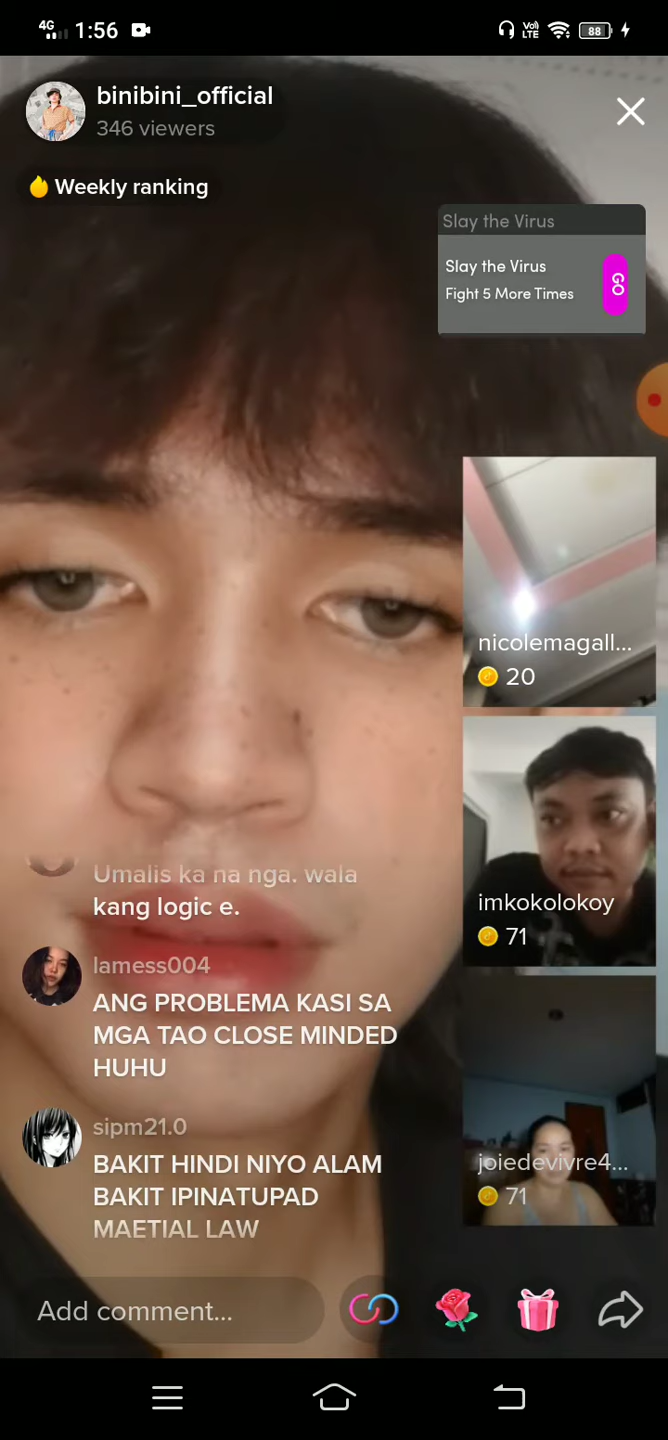 4G 1:56 Vo) LTE 88
binibini_official
346 viewers
Weekly ranking
Slay the Virus
Slay the Virus
Fight 5 More Times
GO
nicolemagall...
20
imkokolokoy
71
joiedevivre4...
71
Umalis ka na nga. wala
kang logic e.
lamess004
ANG PROBLEMA KASI SA
MGA TAO CLOSE MINDED
HUHU
sipm21.0
BAKIT HINDI NIYO ALAM
BAKIT IPINATUPAD
MAETIAL LAW
Add comment...